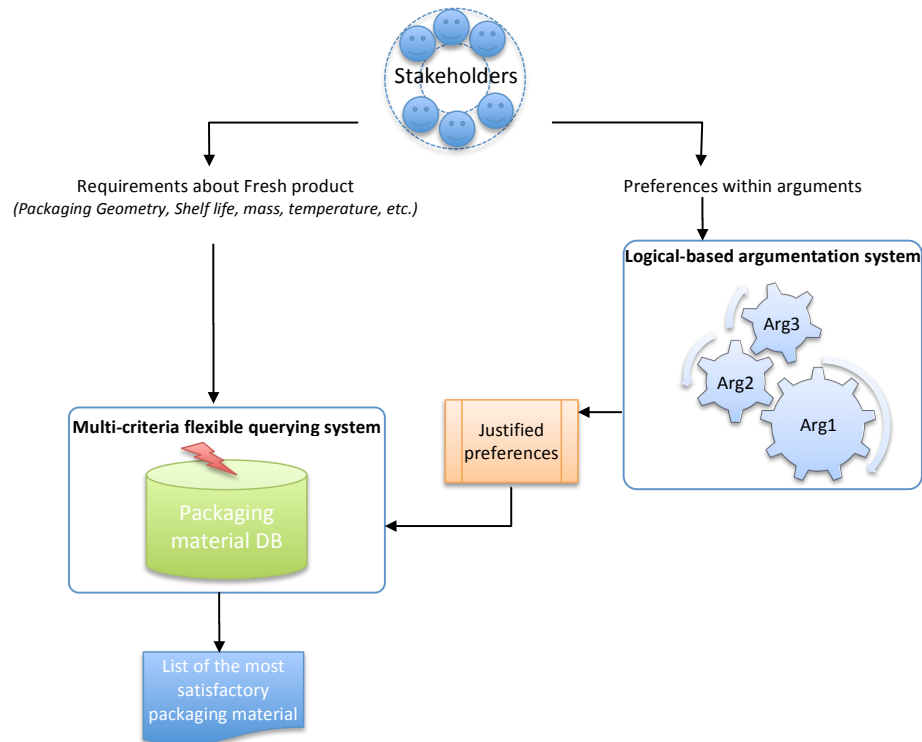 Stakeholders
Requirements about Fresh product
(Packaging Geometry, Shelf life, mass, temperature, etc.)
Preferences within arguments
Logical-based argumentation system
Arg3
Arg2
Arg1
Justified
preferences
Multi-criteria flexible querying system
Packaging
material DB
List of the most
satisfactory
packaging material